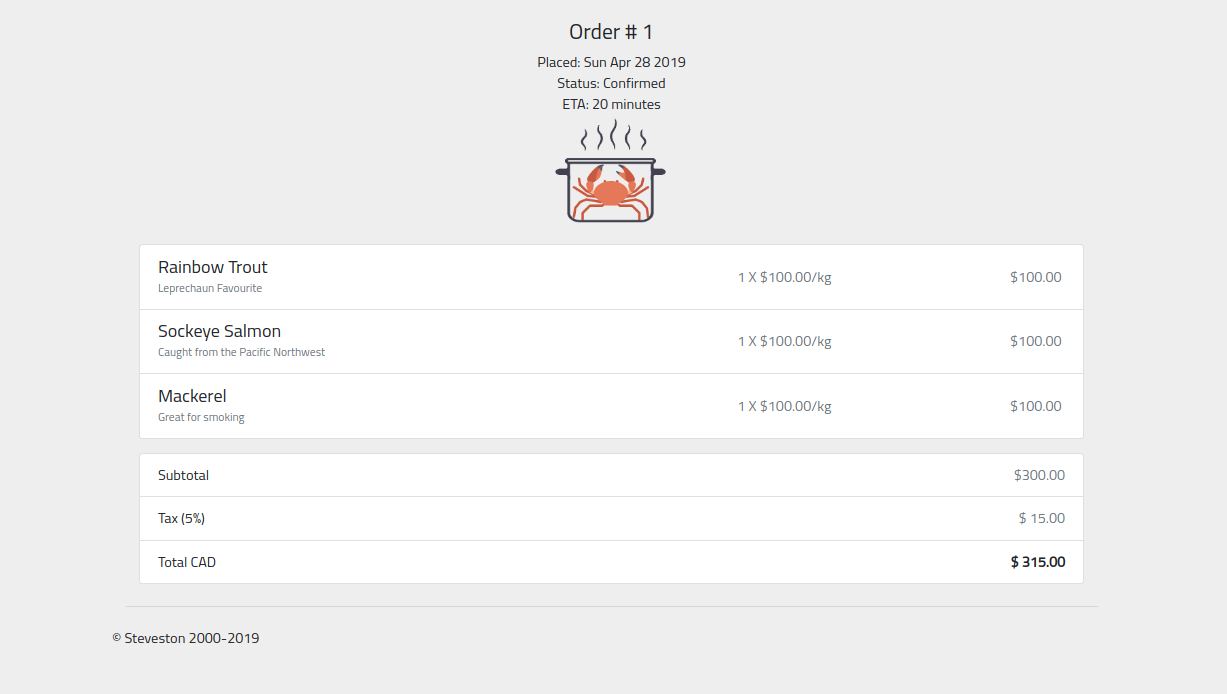 Order # 1
Placed: Sun Apr 28 2019
Status: Confirmed
ETA: 20 minutes
Rainbow Trout
Leprechaun Favourite
1 X $100.00/kg
$100.00
Sockeye Salmon
Caught from the Pacific Northwest
1 X $100.00/kg
$100.00
Mackerel
Great for smoking
1 X $100.00/kg
$100.00
Subtotal $300.00
Tax (5%) $ 15.00
Total CAD $ 315.00
© Steveston 2000-2019